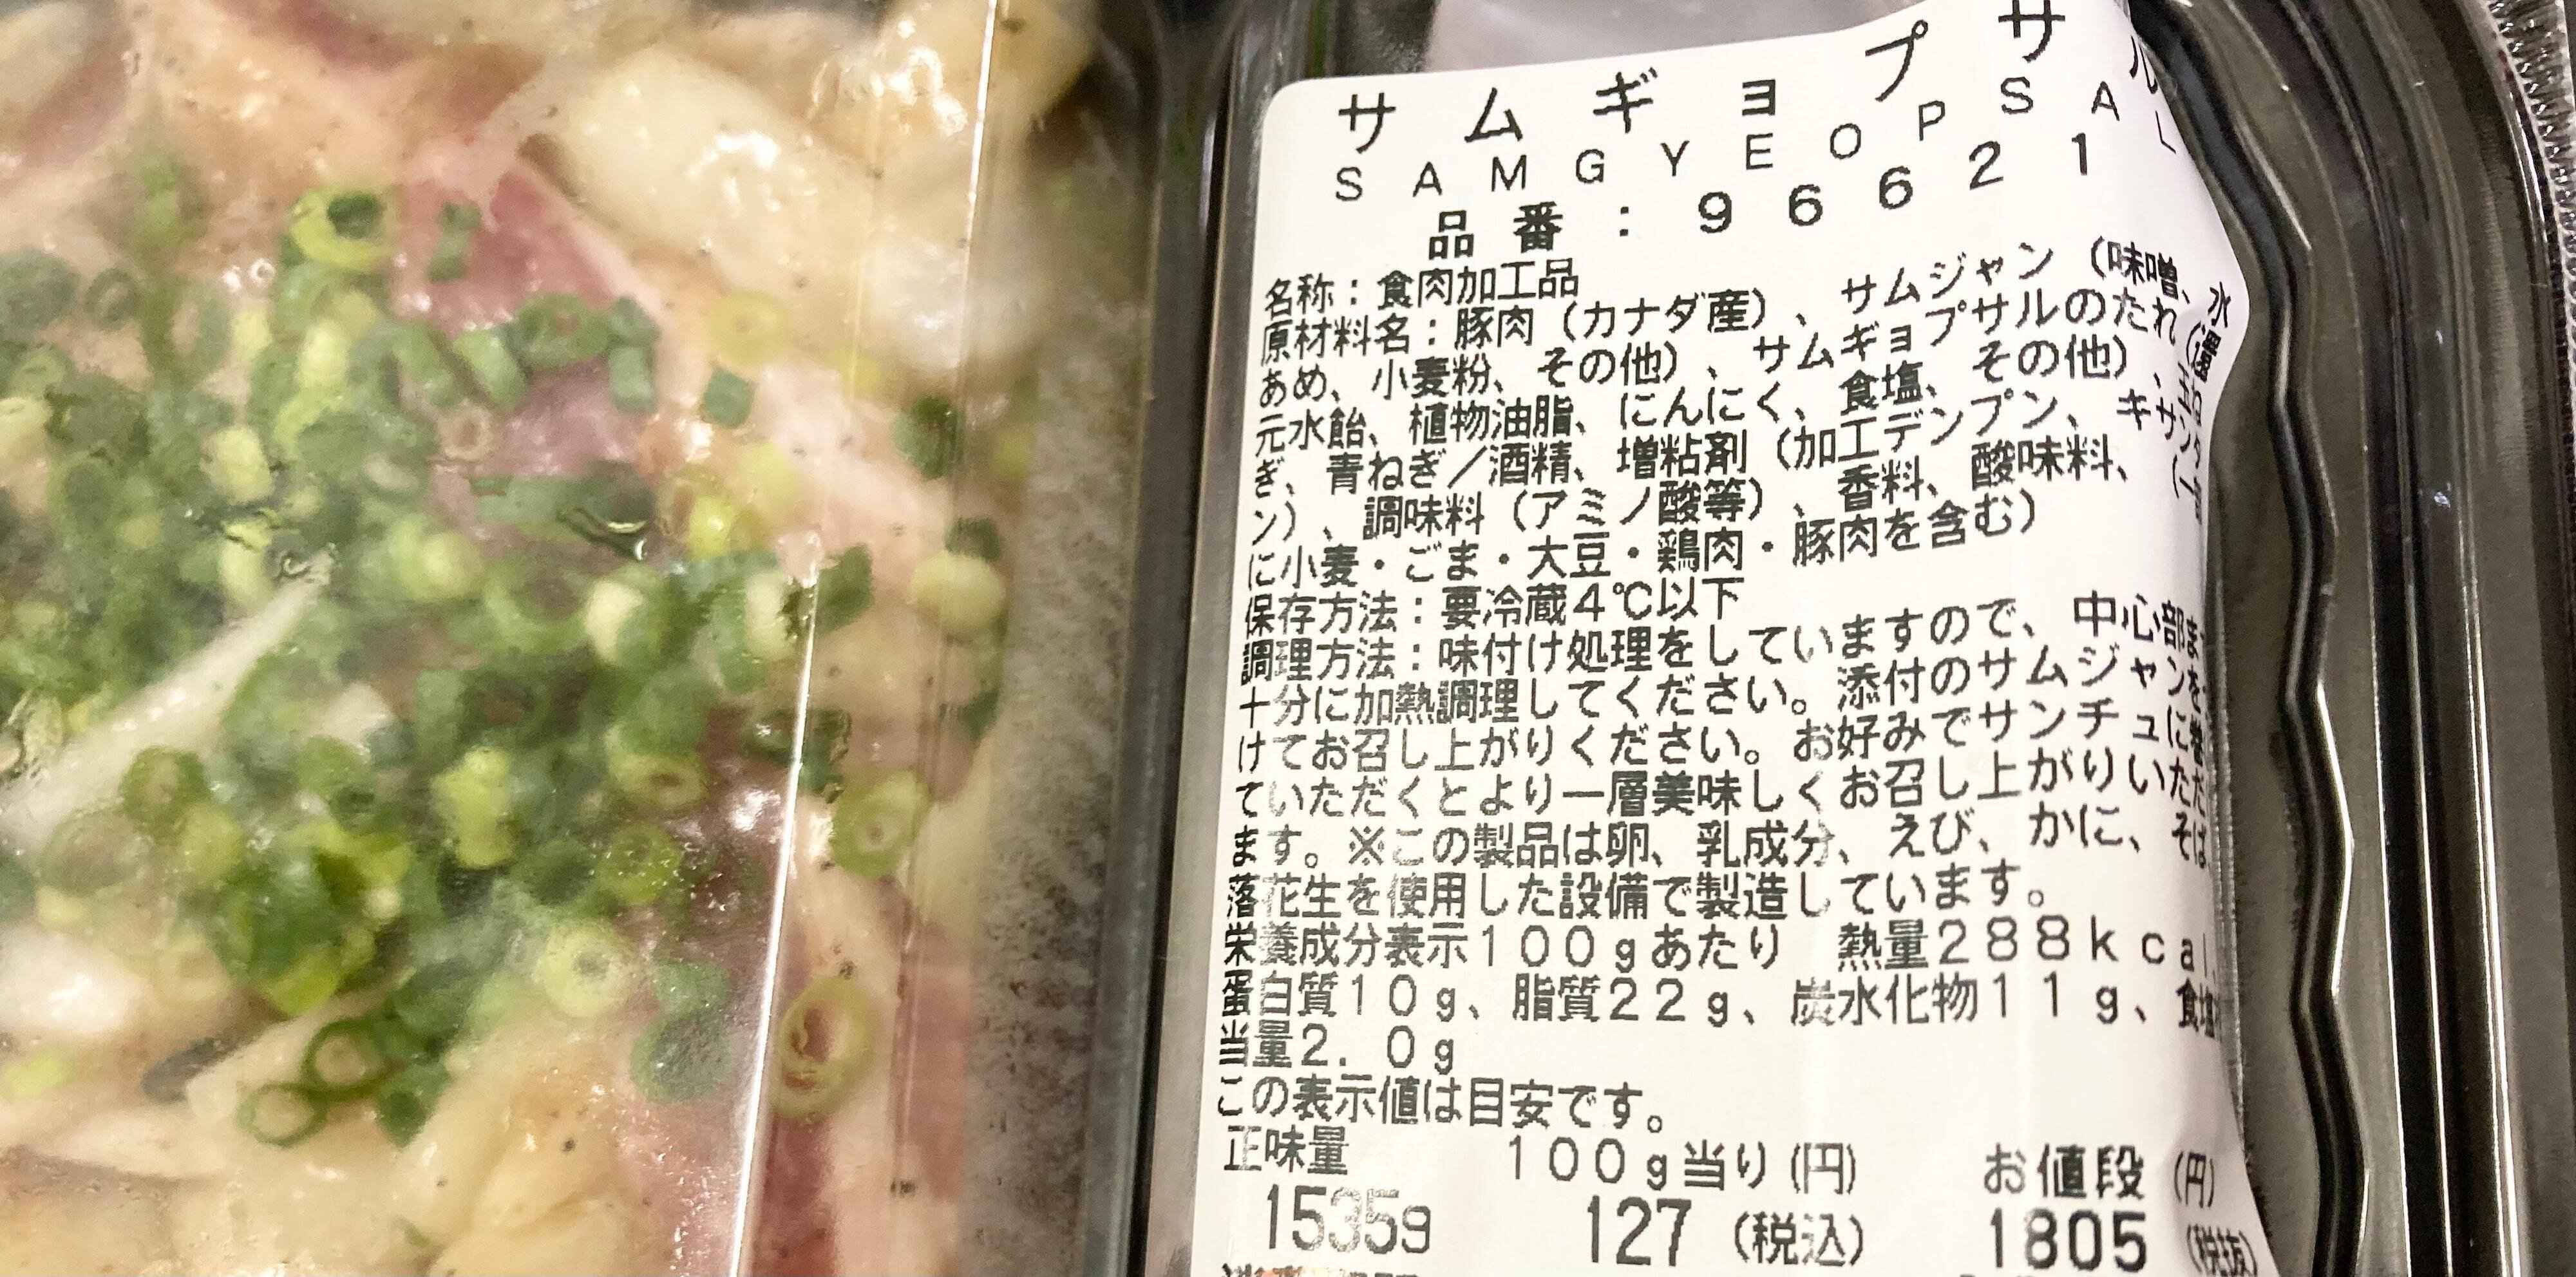 サムギョプサル
SAMGYEOPSAL
品番：96621
名称：食肉加工品
原材料名：豚肉（カナダ産）、サムジャン（味噌、水
あめ、小麦粉、その他）、サムギョプサルのたれ（還
元水飴、植物油脂、にんにく、食塩、その他）、
ぎ、青ねぎ／酒精、増粘剤（加工デンプン、キサンタ
ン）、調味料（アミノ酸等）、香料、酸味料、
に小麦・ごま・大豆・鶏肉・豚肉を含む）
保存方法：要冷蔵4℃以下
調理方法：味付け処理をしていますので、中心部ま
十分に加熱調理してください。添付のサムジャンを
けてお召し上がりください。お好みでサンチュに巻
ていただくとより一層美味しくお召し上がりいただ
ます。※この製品は卵、乳成分、えび、かに、そば
落花生を使用した設備で製造しています。
栄養成分表示100gあたり 熱量288kcal、
蛋白質10g、脂質22g、炭水化物11g、食塩
当量2.0g
この表示値は目安です。
正味量 100g当り(円) お値段(円)
1535g 127(税込) 1805(税抜)